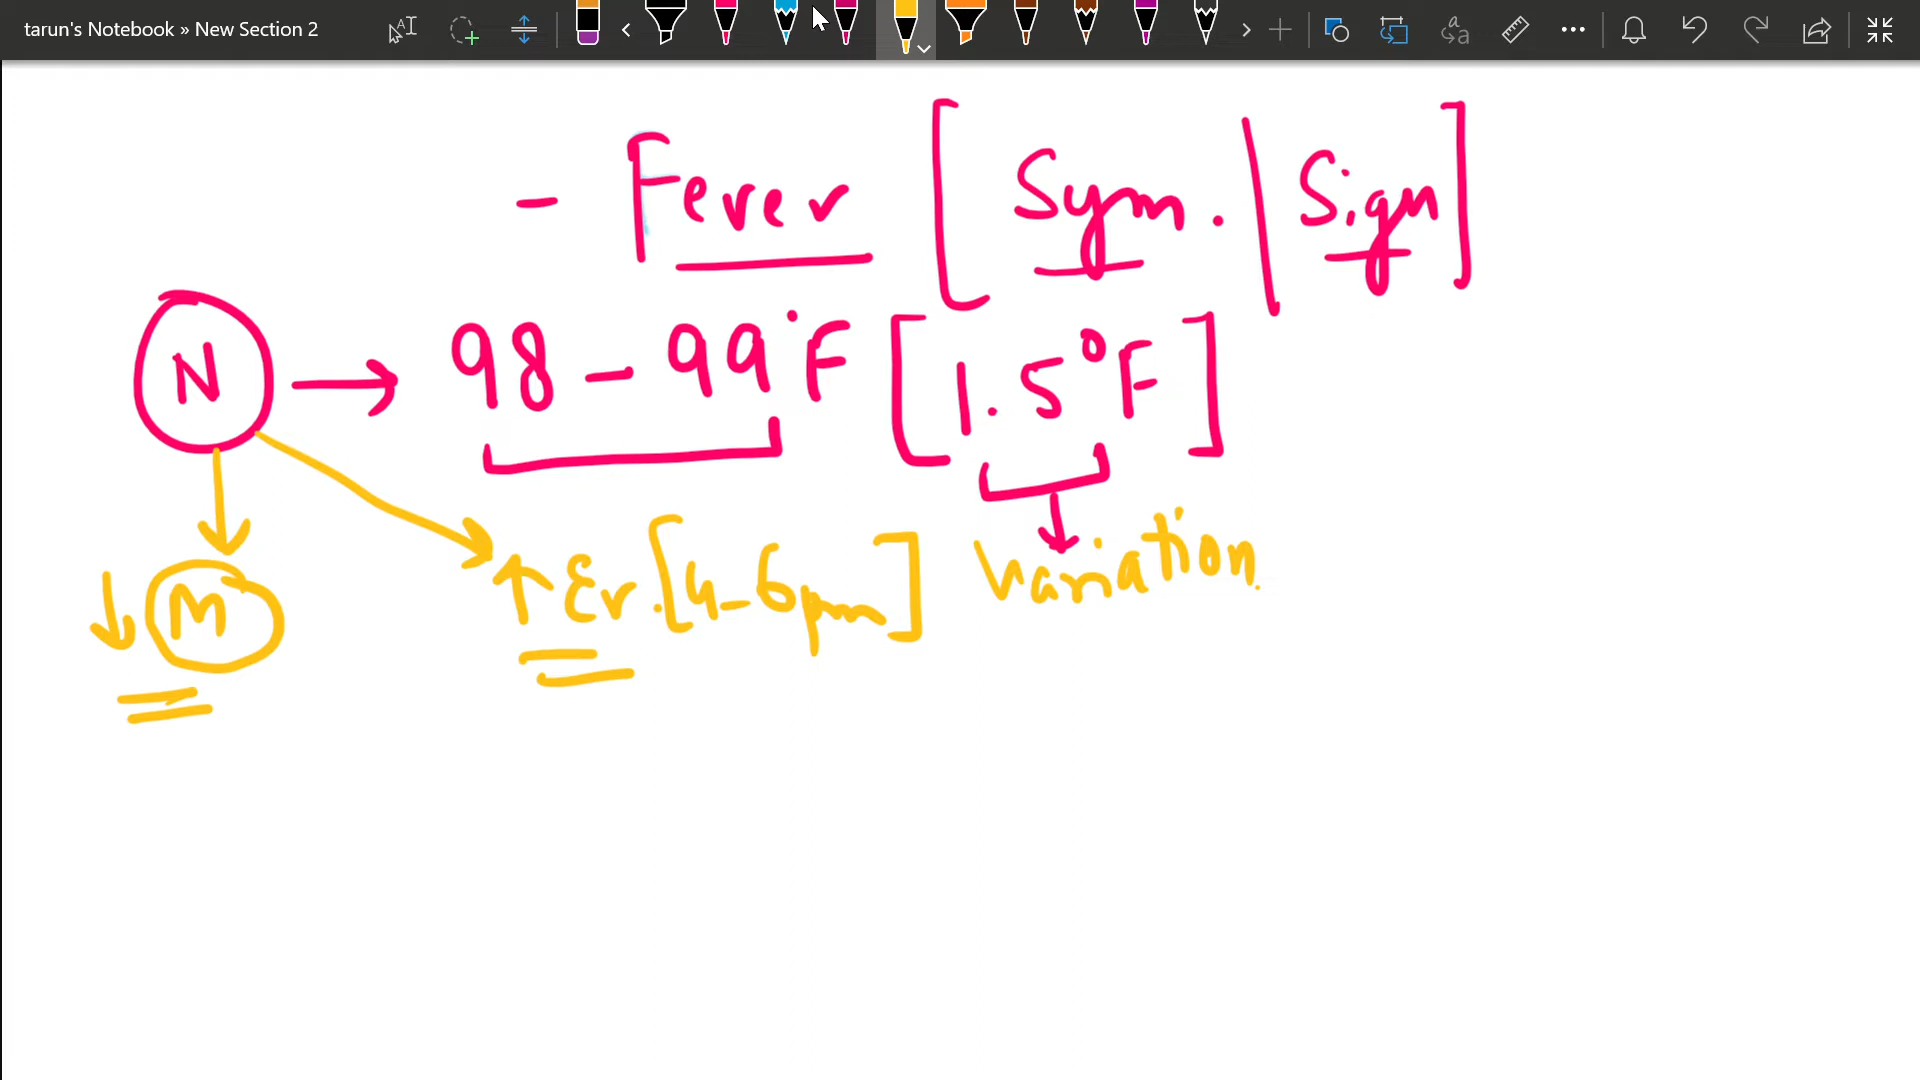 tarun's Notebook » New Section 2
- Fever [ Sym. | Sign ]
N → 98 - 99°F [ 1.5°F ]
↓ M ↑ Ev. [4-6pm] Variation.